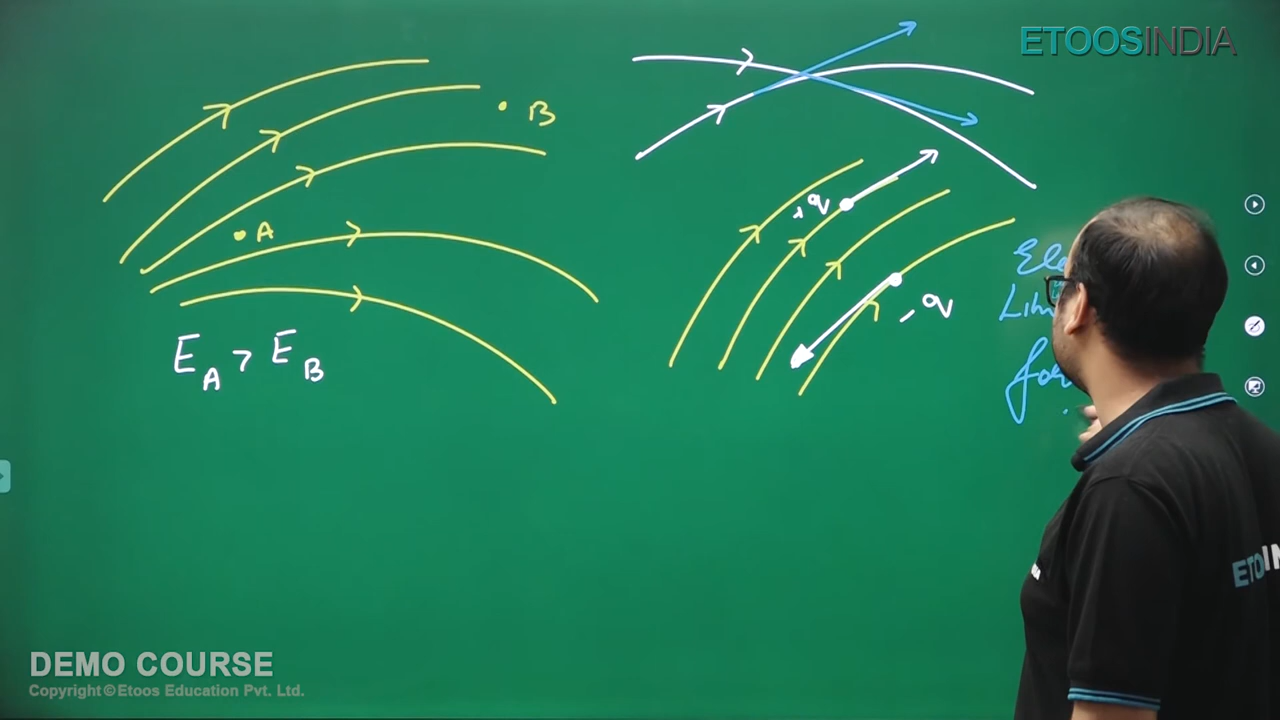 ETOOSINDIA
B
A
E_A > E_B
+q
-q
DEMO COURSE
Copyright © Etoos Education Pvt. Ltd.